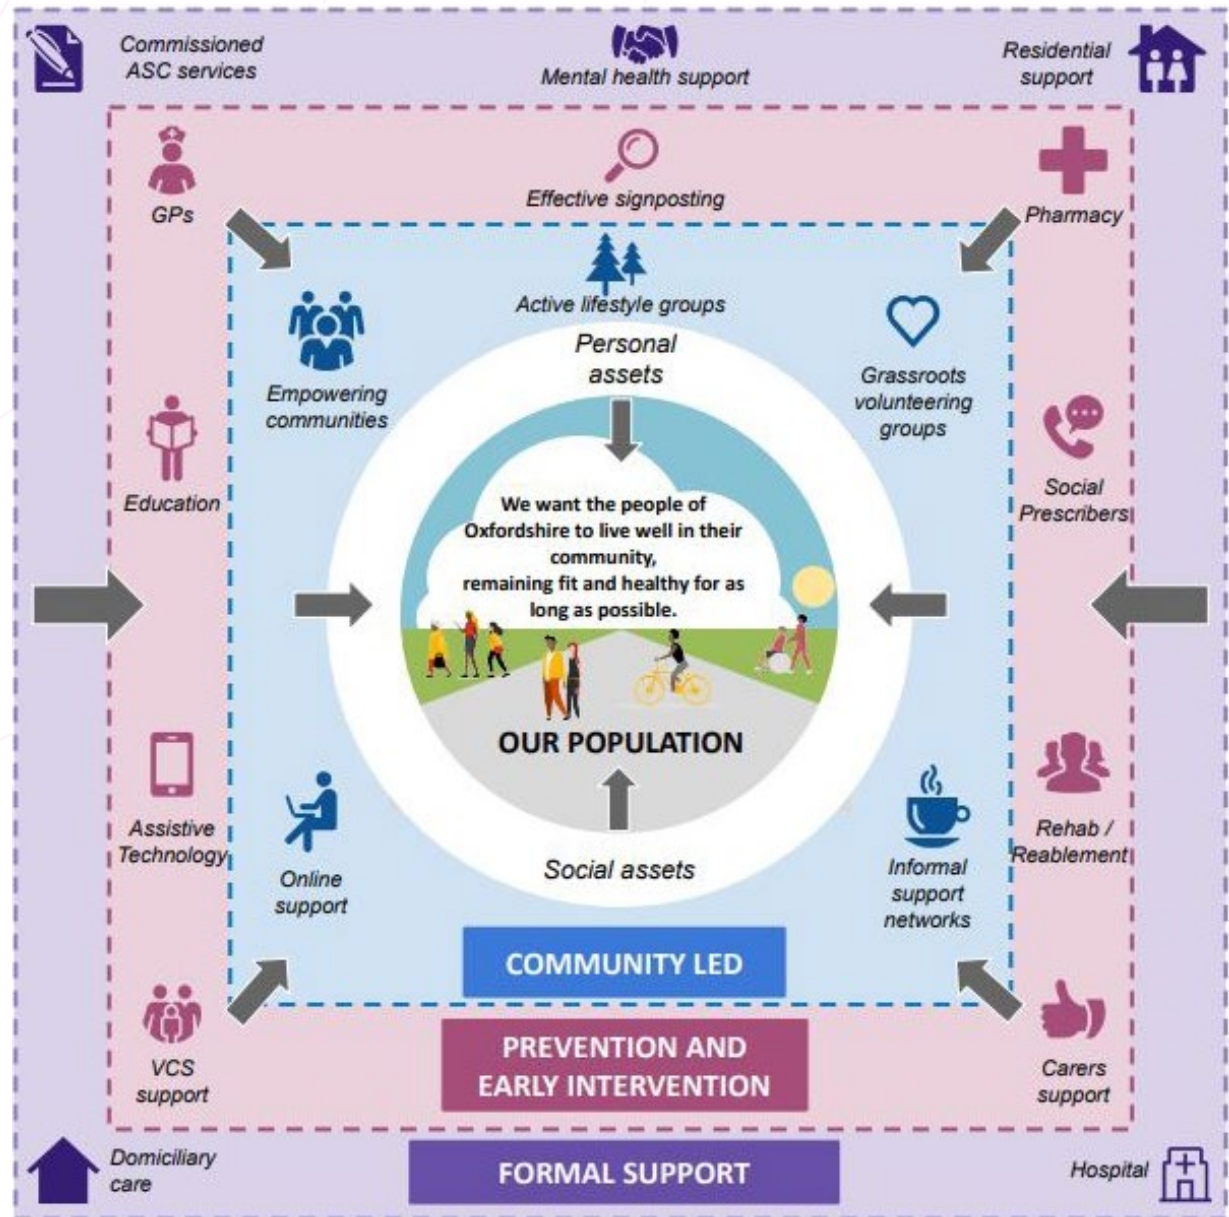 Commissioned
ASC services
Mental health support
Residential
support
GPs
Effective signposting
Pharmacy
Active lifestyle groups
Empowering
communities
Personal
assets
Grassroots
volunteering
groups
Education
We want the people of
Oxfordshire to live well in their
community,
remaining fit and healthy for as
long as possible.
Social
Prescribers
OUR POPULATION
Assistive
Technology
Online
support
Social assets
Informal
support
networks
Rehab /
Reablement
COMMUNITY LED
VCS
support
PREVENTION AND
EARLY INTERVENTION
Carers
support
Domiciliary
care
FORMAL SUPPORT
Hospital